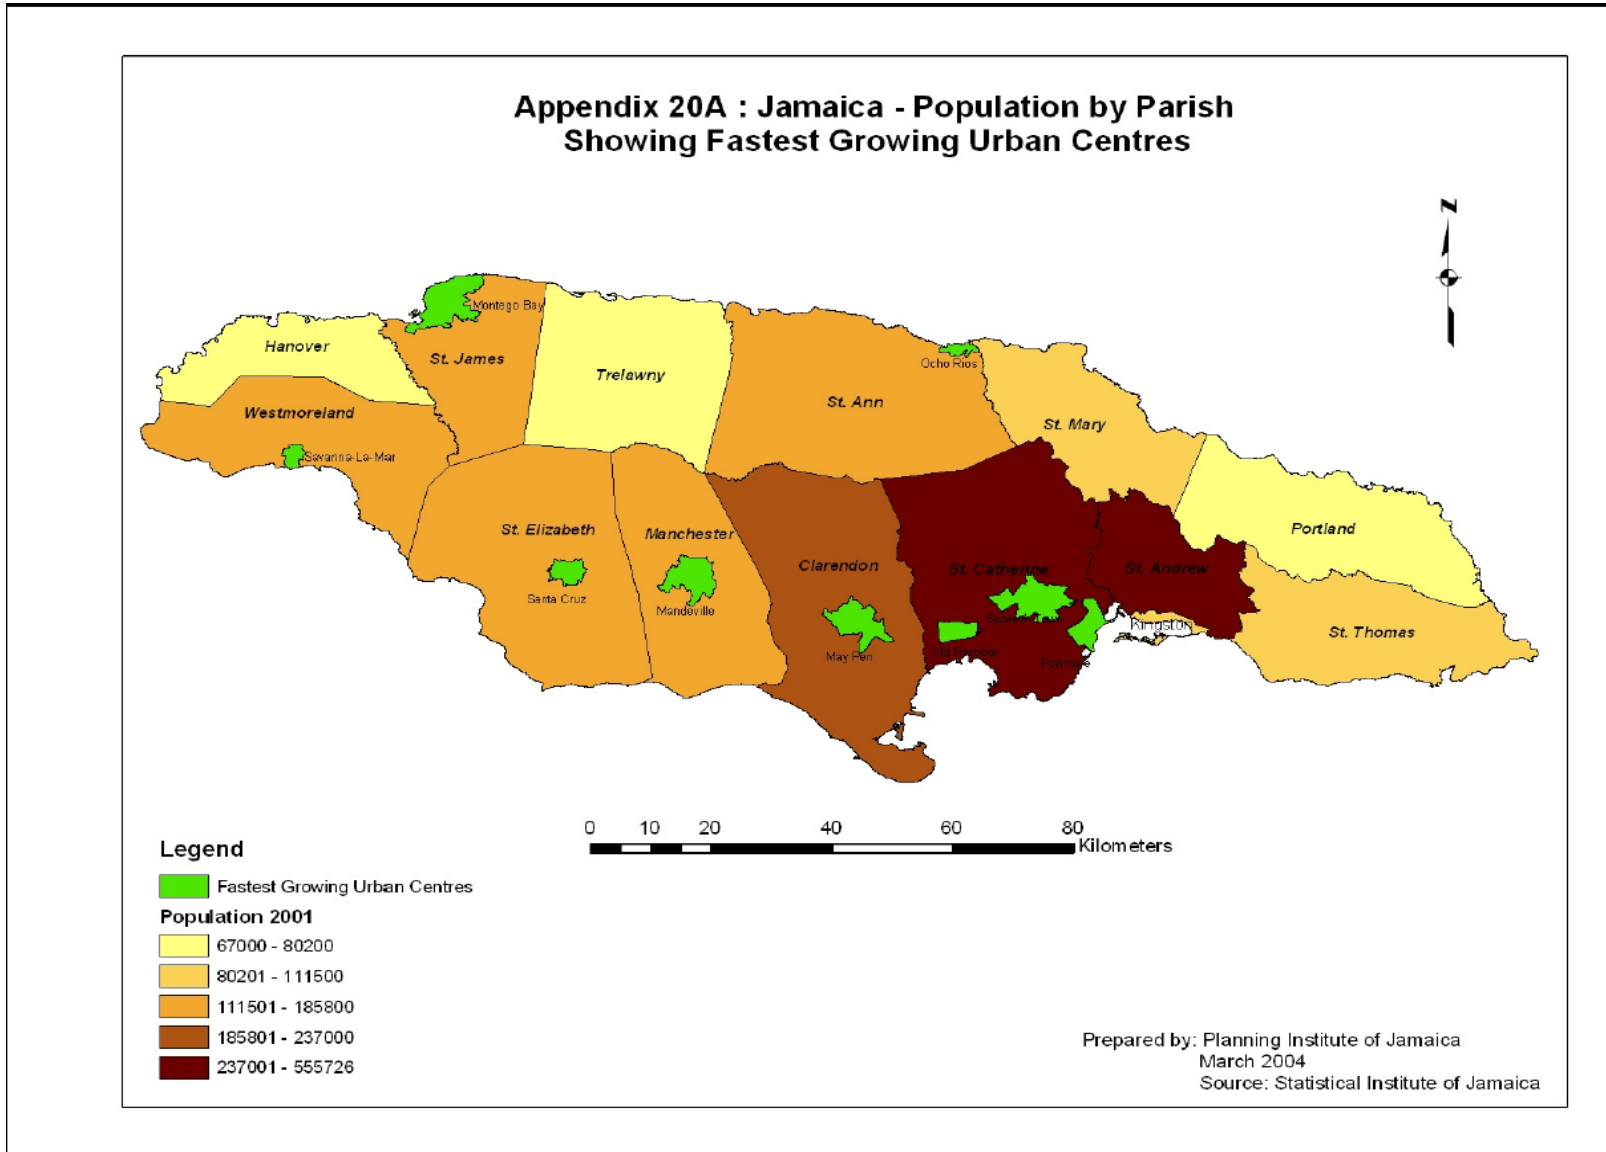 Appendix 20A : Jamaica - Population by Parish
Showing Fastest Growing Urban Centres
N
Montego Bay
Hanover
St. James
Trelawny
Ocho Rios
St. Ann
Westmoreland
St. Mary
Savanna-La-Mar
St. Elizabeth
Manchester
Portland
Clarendon
St. Catherine
St. Andrew
Santa Cruz
Mandeville
Spanish Town
Kingston
St. Thomas
May Pen
Old Harbour
Portmore
0 10 20 40 60 80
Kilometers
Legend
Fastest Growing Urban Centres
Population 2001
67000 - 80200
80201 - 111500
111501 - 185800
185801 - 237000
237001 - 555726
Prepared by: Planning Institute of Jamaica
March 2004
Source: Statistical Institute of Jamaica